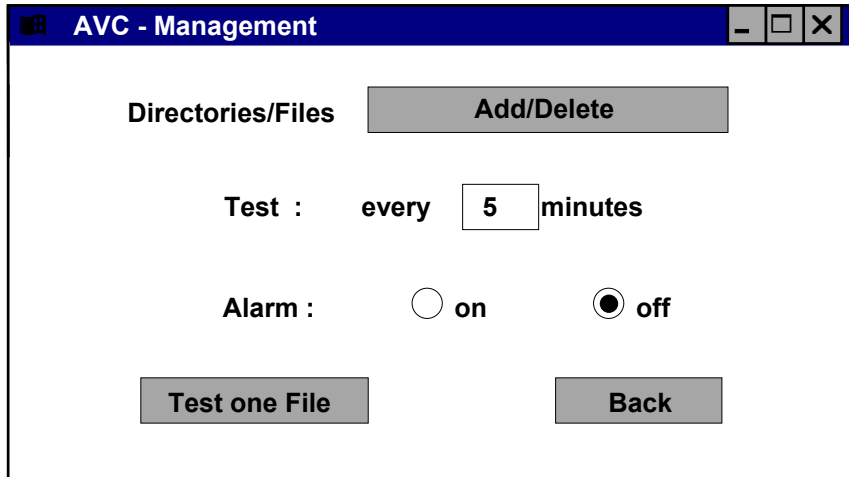 AVC - Management
Directories/Files Add/Delete
Test : every 5 minutes
Alarm : on off
Test one File Back